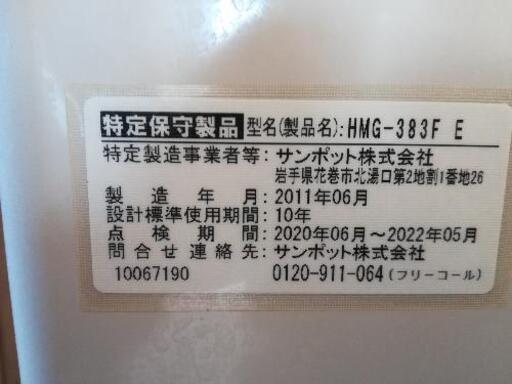 特定保守製品 型名(製品名):HMG-383F E
特定製造事業者等:サンポット株式会社
岩手県花巻市北湯口第2地割1番地26
製造年月:2011年06月
設計標準使用期間:10年
点検期間:2020年06月～2022年05月
問合せ連絡先:サンポット株式会社
10067190 0120-911-064(フリーコール)